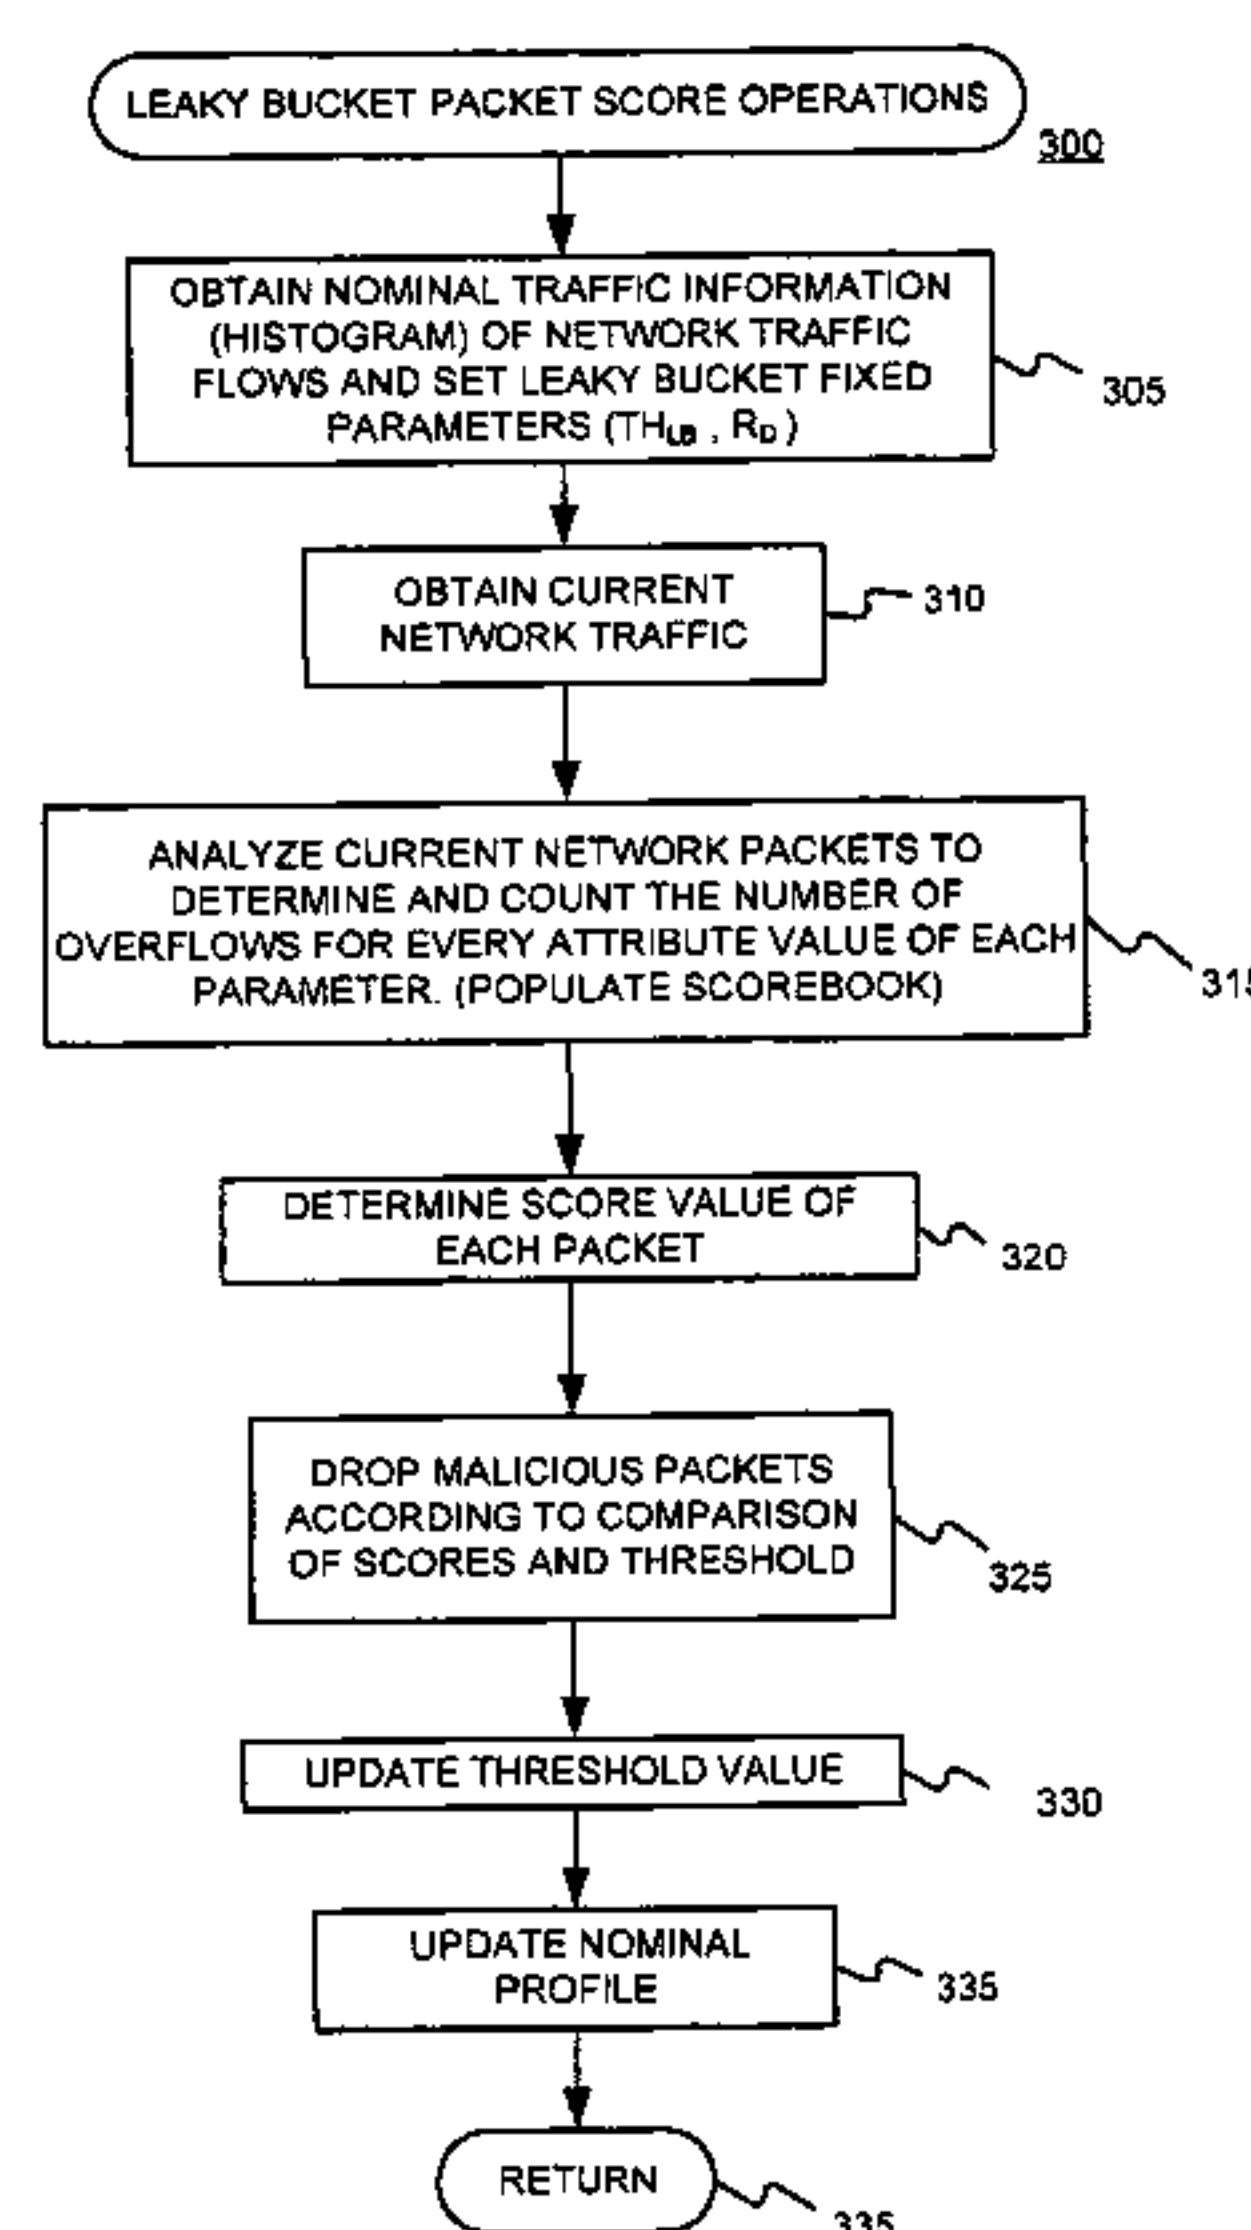 LEAKY BUCKET PACKET SCORE OPERATIONS
300
OBTAIN NOMINAL TRAFFIC INFORMATION
(HISTOGRAM) OF NETWORK TRAFFIC
FLOWS AND SET LEAKY BUCKET FIXED
PARAMETERS (TH_LB , R_D)
305
OBTAIN CURRENT
NETWORK TRAFFIC
310
ANALYZE CURRENT NETWORK PACKETS TO
DETERMINE AND COUNT THE NUMBER OF
OVERFLOWS FOR EVERY ATTRIBUTE VALUE OF EACH
PARAMETER. (POPULATE SCOREBOOK)
315
DETERMINE SCORE VALUE OF
EACH PACKET
320
DROP MALICIOUS PACKETS
ACCORDING TO COMPARISON
OF SCORES AND THRESHOLD
325
UPDATE THRESHOLD VALUE
330
UPDATE NOMINAL
PROFILE
335
RETURN
335